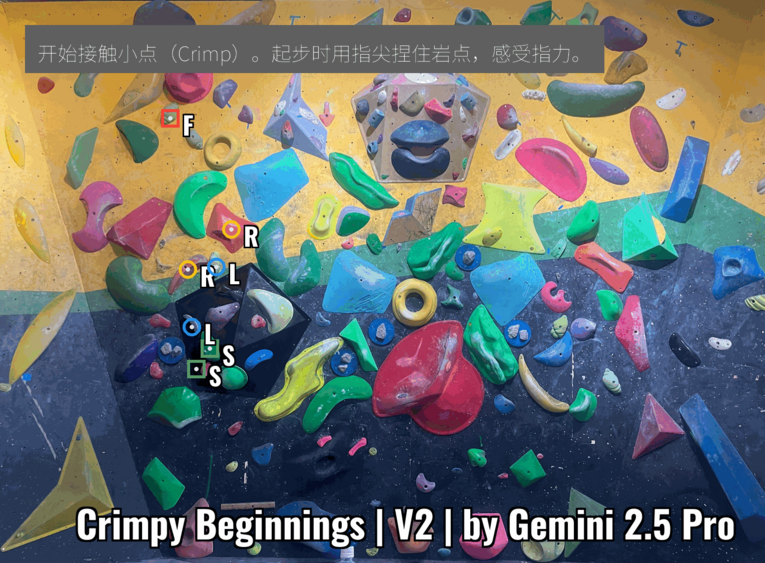 开始接触小点（Crimp）。起步时用指尖捏住岩点，感受指力。
F
R
R L
L
S
S
Crimpy Beginnings | V2 | by Gemini 2.5 Pro